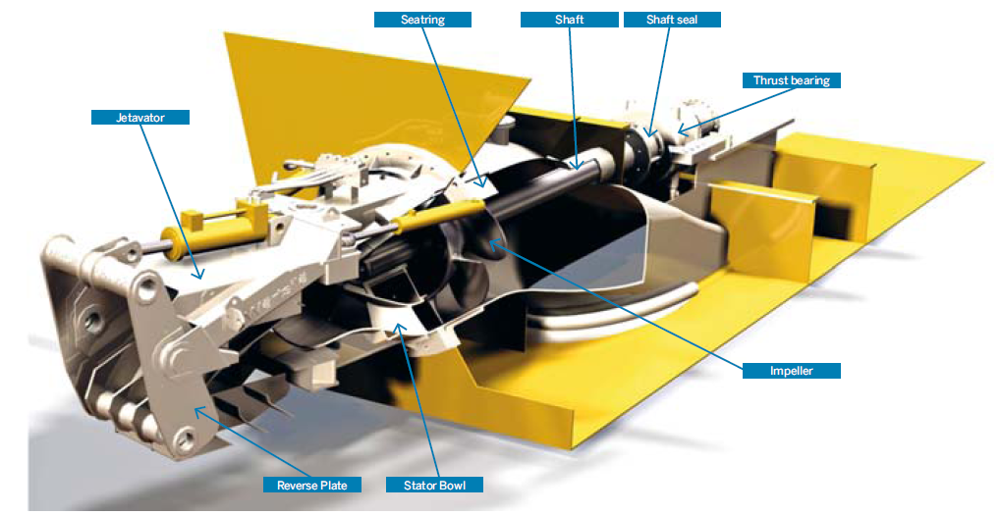 Seatring
Shaft
Shaft seal
Thrust bearing
Jetavator
Impeller
Reverse Plate
Stator Bowl